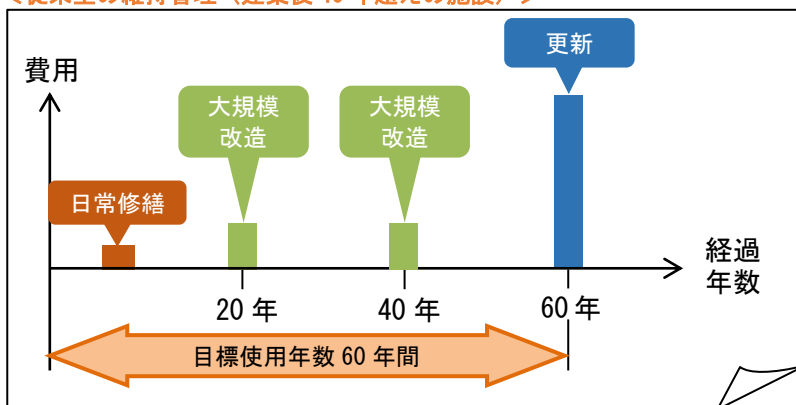 費用
更新
大規模
改造
大規模
改造
日常修繕
経過
年数
20 年
40 年
60 年
目標使用年数 60 年間